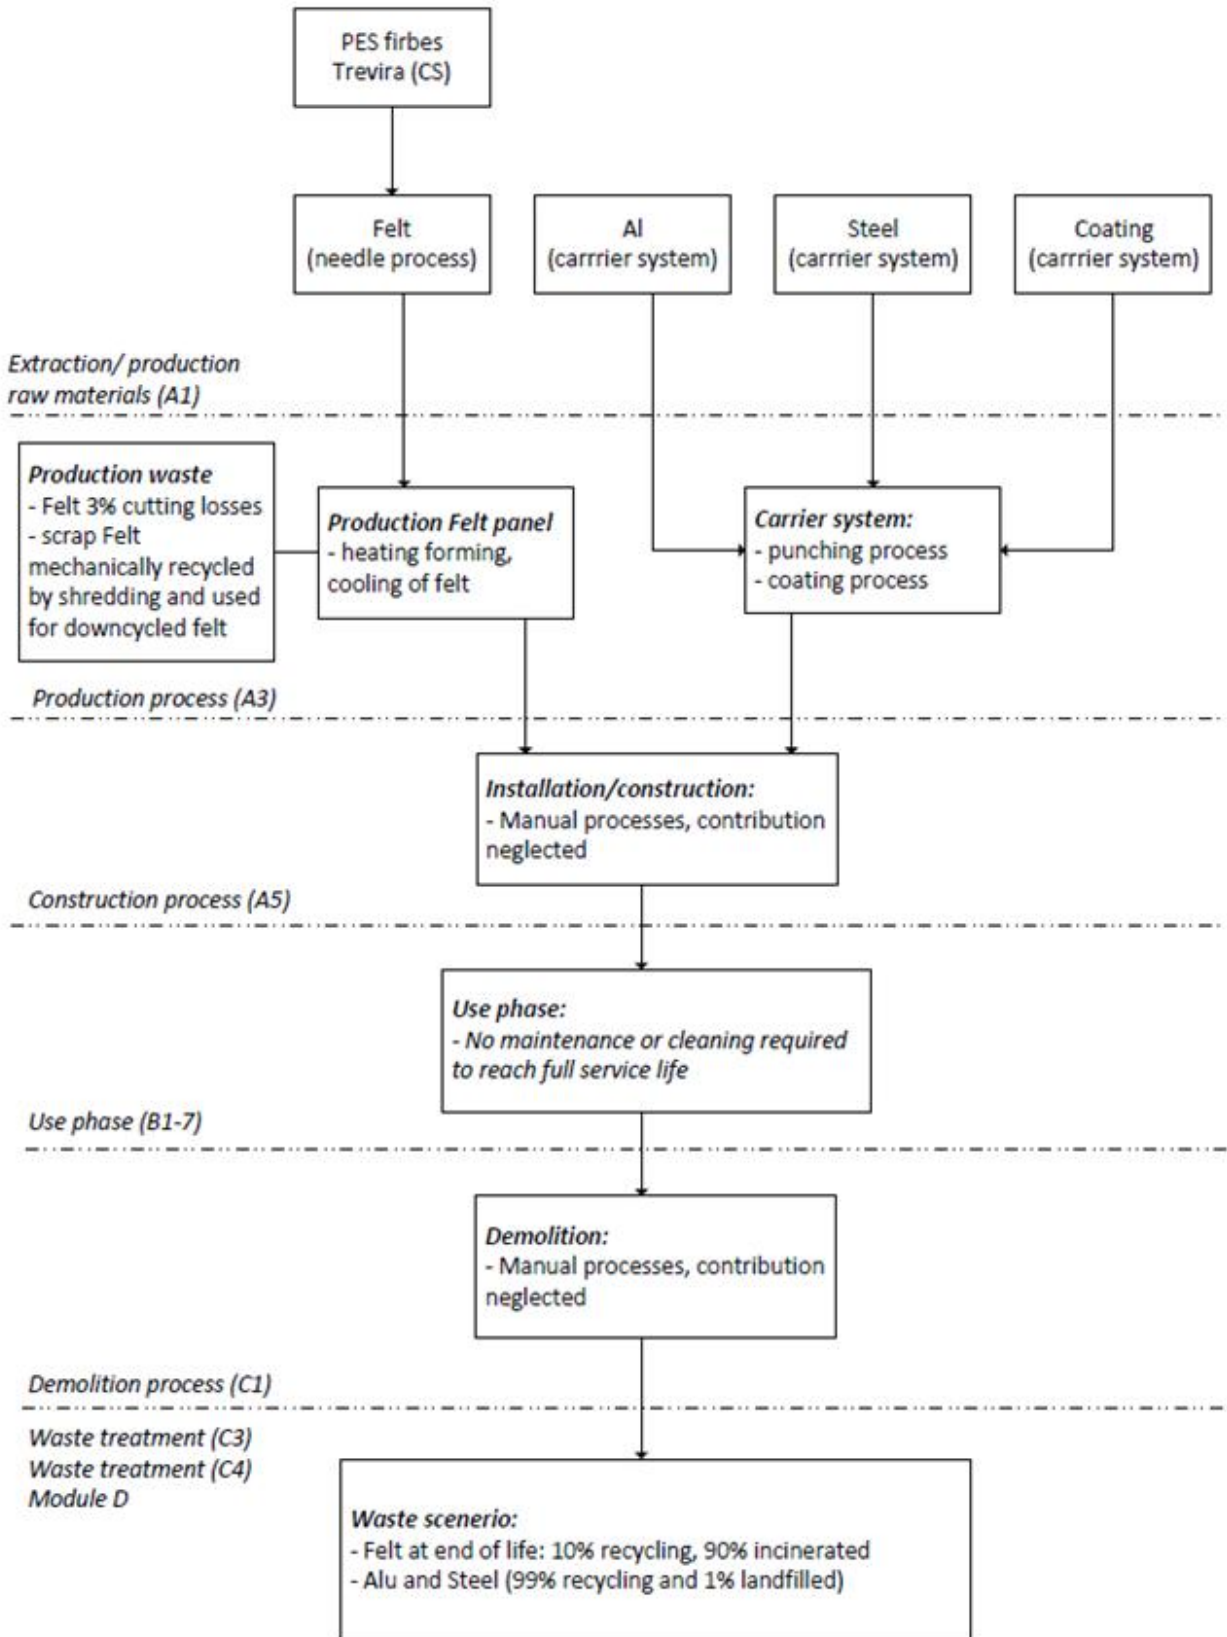 PES firbes
Trevira (CS)
Felt
(needle process)
Al
(carrrier system)
Steel
(carrrier system)
Coating
(carrrier system)
Extraction/ production
raw materials (A1)
Production waste
- Felt 3% cutting losses
- scrap Felt
mechanically recycled
by shredding and used
for downcycled felt
Production Felt panel
- heating forming,
cooling of felt
Carrier system:
- punching process
- coating process
Production process (A3)
Installation/construction:
- Manual processes, contribution
neglected
Construction process (A5)
Use phase:
- No maintenance or cleaning required
to reach full service life
Use phase (B1-7)
Demolition:
- Manual processes, contribution
neglected
Demolition process (C1)
Waste treatment (C3)
Waste treatment (C4)
Module D
Waste scenerio:
- Felt at end of life: 10% recycling, 90% incinerated
- Alu and Steel (99% recycling and 1% landfilled)